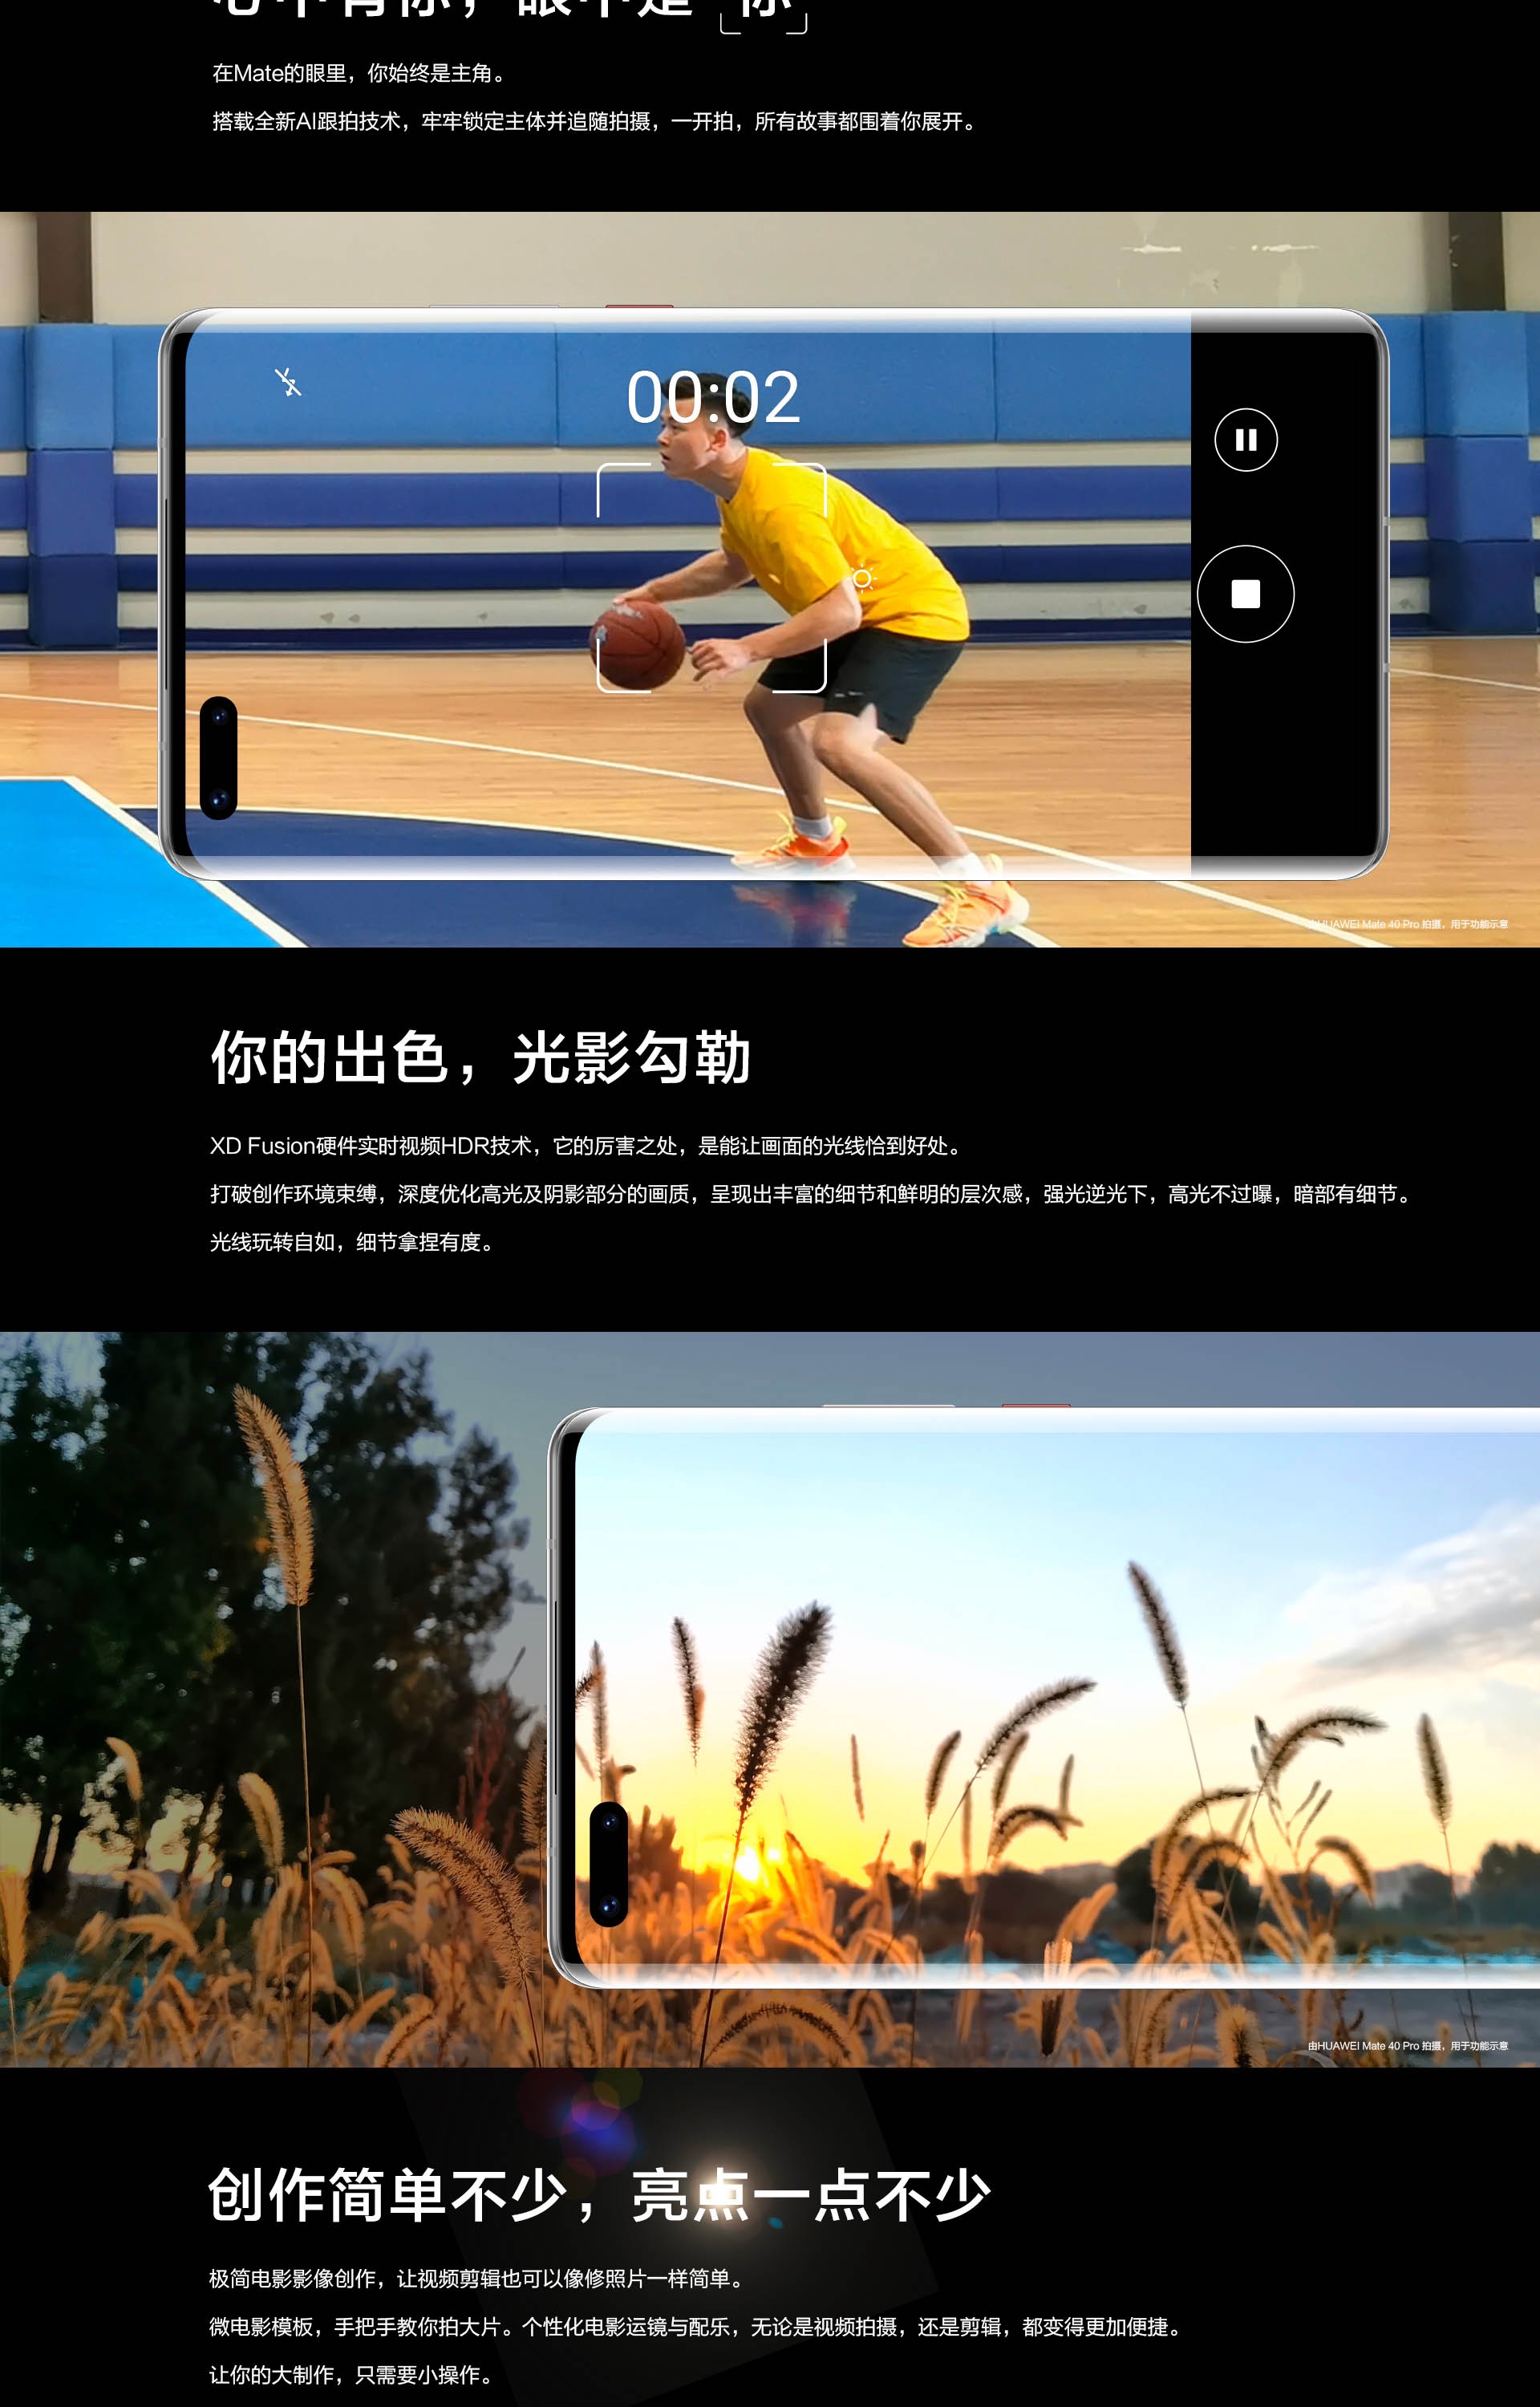 心中有你，眼中是 你
在Mate的眼里，你始终是主角。
搭载全新AI跟拍技术，牢牢锁定主体并追随拍摄，一开拍，所有故事都围着你展开。
00:02
由HUAWEI Mate 40 Pro 拍摄，用于功能示意
你的出色，光影勾勒
XD Fusion硬件实时视频HDR技术，它的厉害之处，是能让画面的光线恰到好处。
打破创作环境束缚，深度优化高光及阴影部分的画质，呈现出丰富的细节和鲜明的层次感，强光逆光下，高光不过曝，暗部有细节。
光线玩转自如，细节拿捏有度。
由HUAWEI Mate 40 Pro 拍摄，用于功能示意
创作简单不少，亮点一点不少
极简电影影像创作，让视频剪辑也可以像修照片一样简单。
微电影模板，手把手教你拍大片。个性化电影运镜与配乐，无论是视频拍摄，还是剪辑，都变得更加便捷。
让你的大制作，只需要小操作。